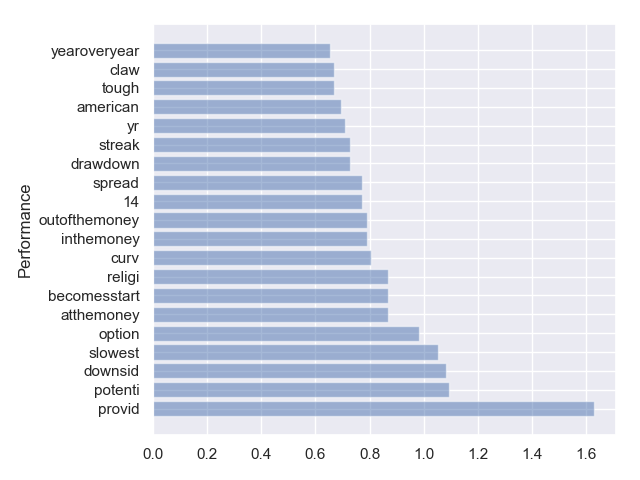 yearoveryear
claw
tough
american
yr
streak
drawdown
spread
14
outofthemoney
inthemoney
curv
religi
becomesstart
atthemoney
option
slowest
downsid
potenti
provid
Performance
0.0 0.2 0.4 0.6 0.8 1.0 1.2 1.4 1.6